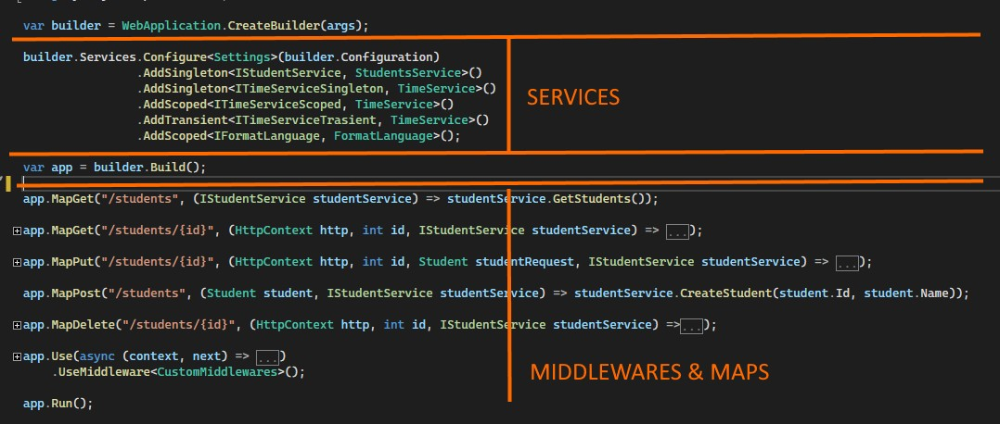 var builder = WebApplication.CreateBuilder(args);
builder.Services.Configure<Settings>(builder.Configuration)
.AddSingleton<IStudentService, StudentsService>()
.AddSingleton<ITimeServiceSingleton, TimeService>()
.AddScoped<ITimeServiceScoped, TimeService>()
.AddTransient<ITimeServiceTrasient, TimeService>()
.AddScoped<IFormatLanguage, FormatLanguage>();
SERVICES
var app = builder.Build();
app.MapGet("/students", (IStudentService studentService) => studentService.GetStudents());
app.MapGet("/students/{id}", (HttpContext http, int id, IStudentService studentService) => ...);
app.MapPut("/students/{id}", (HttpContext http, int id, Student studentRequest, IStudentService studentService) => ...);
app.MapPost("/students", (Student student, IStudentService studentService) => studentService.CreateStudent(student.Id, student.Name));
app.MapDelete("/students/{id}", (HttpContext http, int id, IStudentService studentService) =>...);
app.Use(async (context, next) => ...)
.UseMiddleware<CustomMiddlewares>();
MIDDLEWARES & MAPS
app.Run();